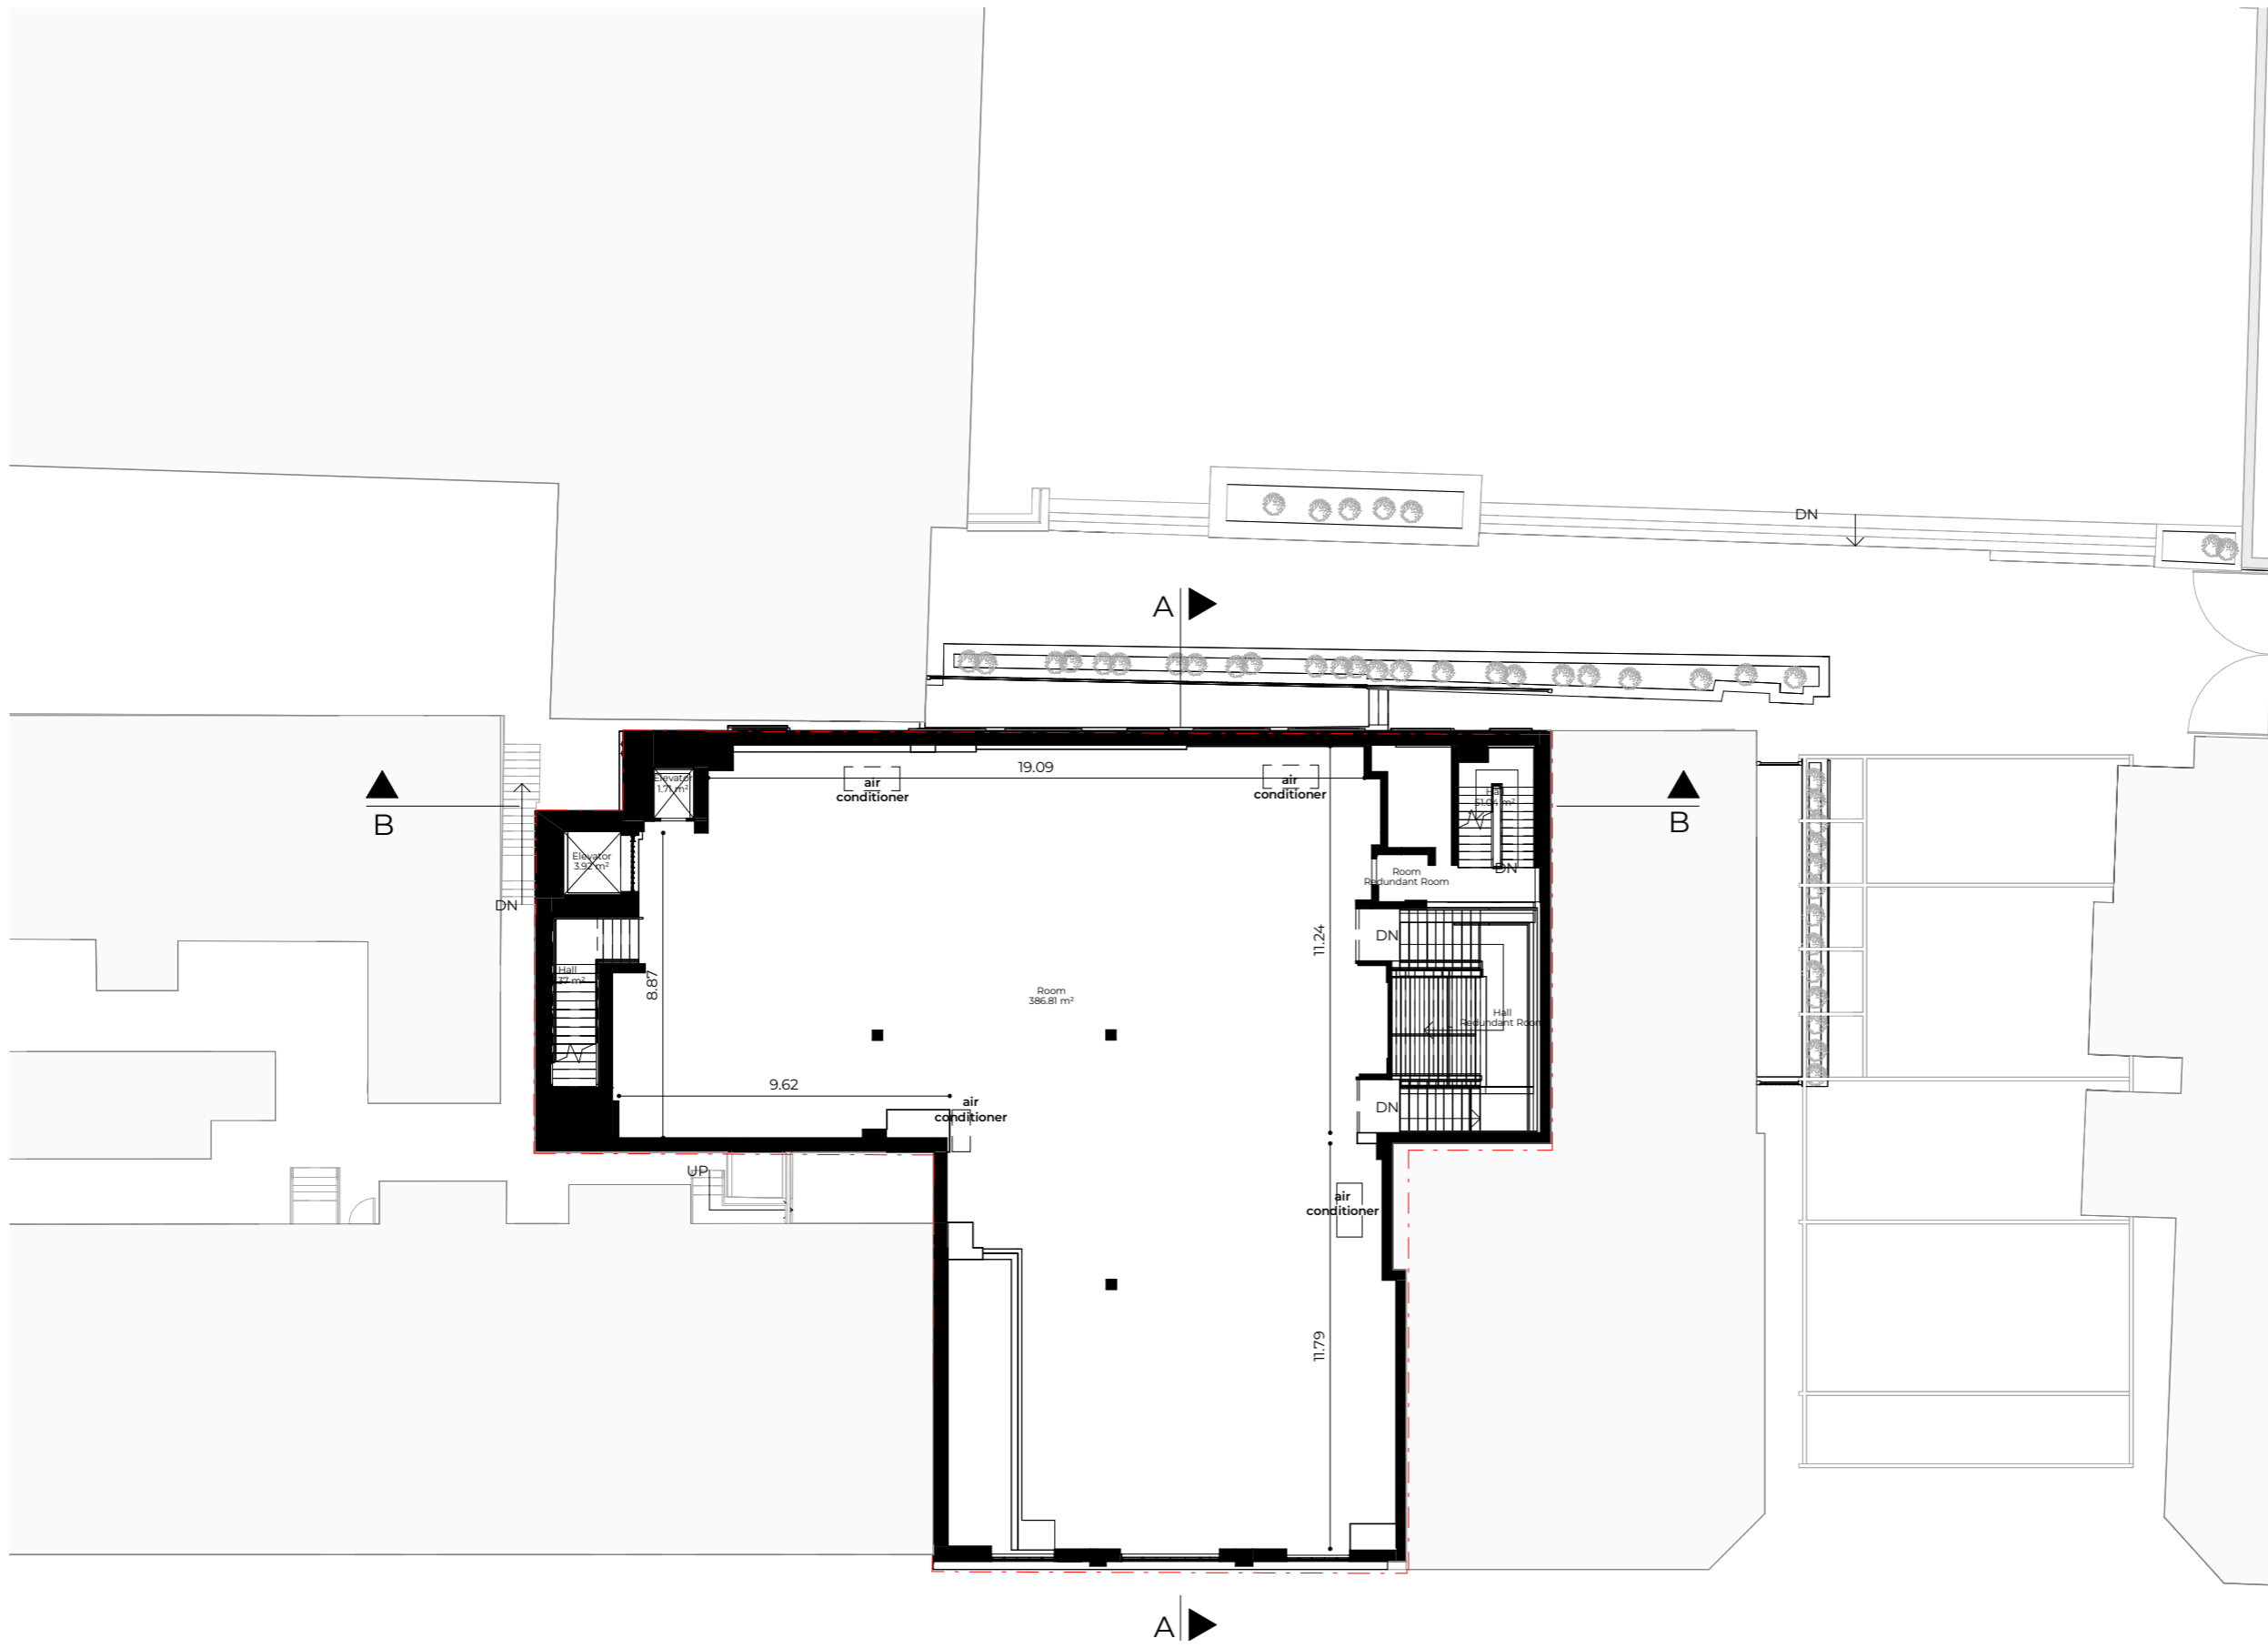 DN
A
19.09
Elevator
1.71 m²
air
conditioner
air
conditioner
B
B
Elevator
3.92 m²
DN
DN
Room
Redundant Room
DN
11.24
Hall
8.87
Room
386.81 m²
Hall
Redundant Room
9.62
air
conditioner
DN
UP
air
conditioner
11.79
A